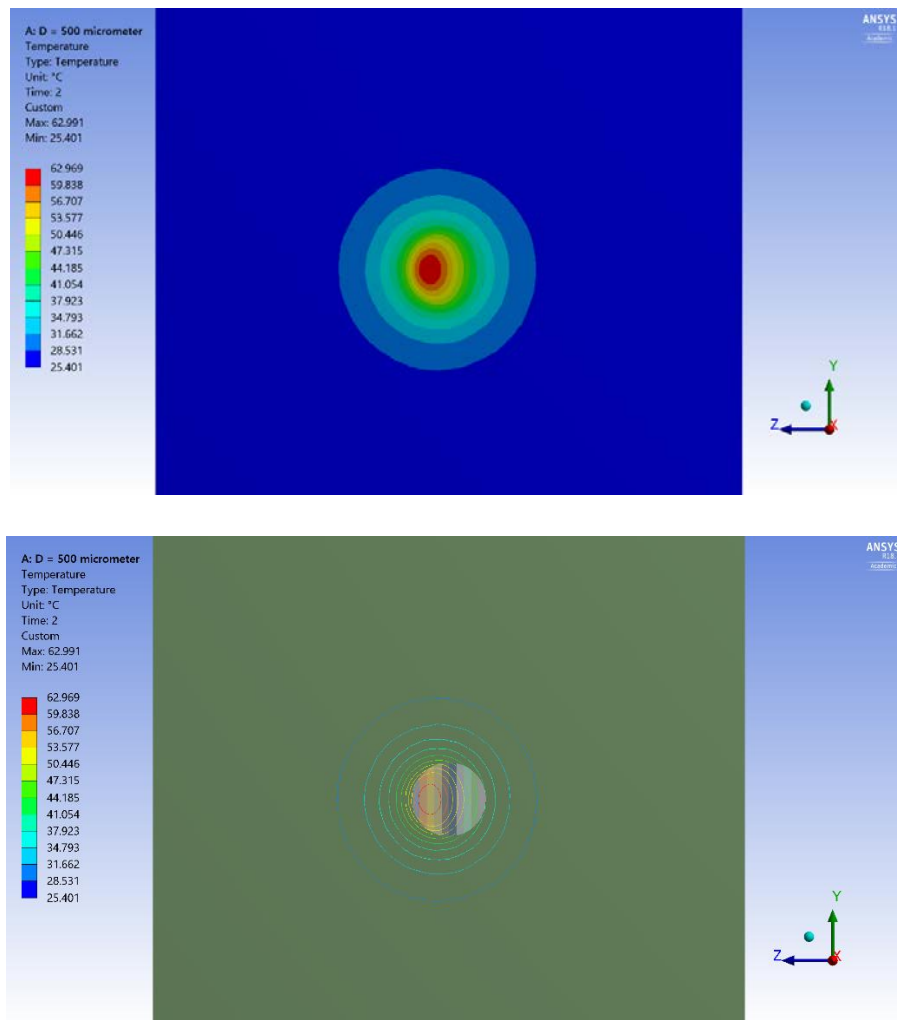 A: D = 500 micrometer
Temperature
Type: Temperature
Unit: °C
Time: 2
Custom
Max: 62.991
Min: 25.401
62.969
59.838
56.707
53.577
50.446
47.315
44.185
41.054
37.923
34.793
31.662
28.531
25.401
ANSYS
R18.1
Academic
Y
Z
X
A: D = 500 micrometer
Temperature
Type: Temperature
Unit: °C
Time: 2
Custom
Max: 62.991
Min: 25.401
62.969
59.838
56.707
53.577
50.446
47.315
44.185
41.054
37.923
34.793
31.662
28.531
25.401
ANSYS
Academic
Y
Z
X